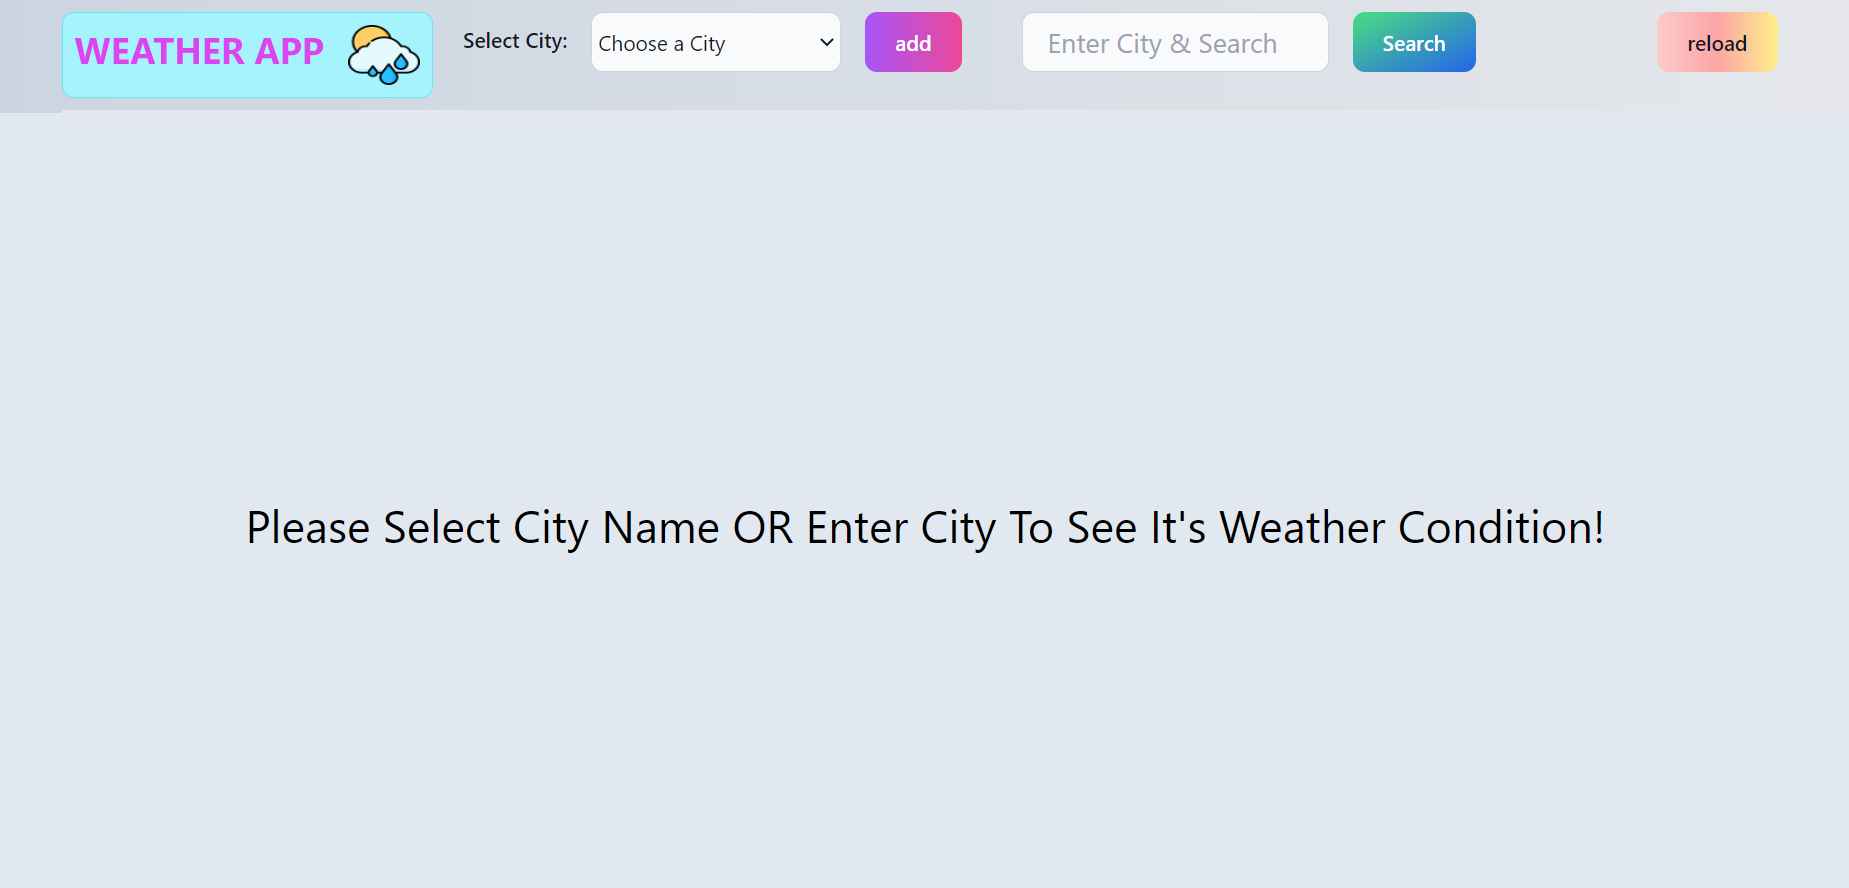 WEATHER APP
Select City:
Choose a City
add
Enter City & Search
Search
reload
Please Select City Name OR Enter City To See It's Weather Condition!